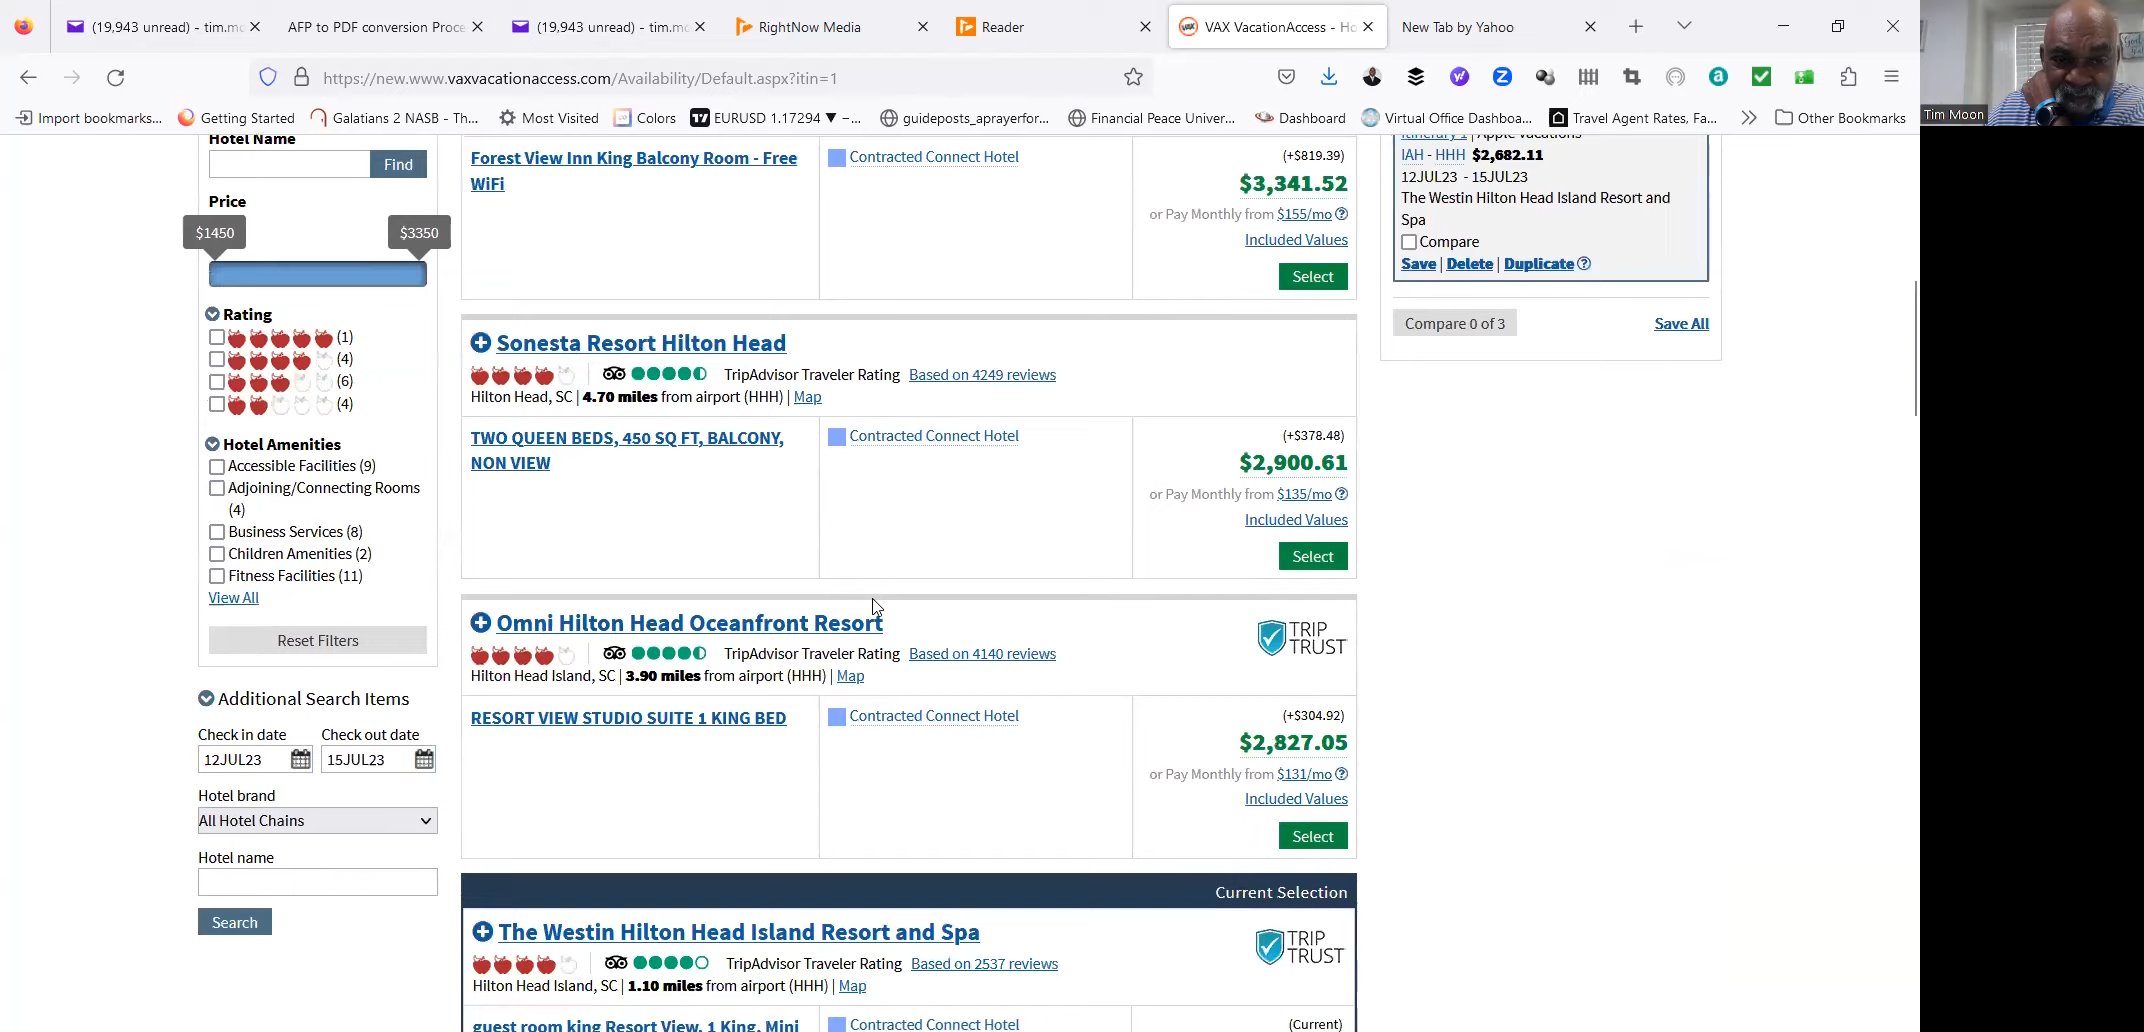 (19,943 unread) - tim.mo
AFP to PDF conversion Proce
(19,943 unread) - tim.mo
RightNow Media
Reader
VAX VacationAccess - Ho
New Tab by Yahoo
https://new.www.vaxvacationaccess.com/Availability/Default.aspx?itin=1
Import bookmarks...
Getting Started
Galatians 2 NASB - Th...
Most Visited
Colors
EURUSD 1.17294 ▼ –...
guideposts_aprayerfor...
Financial Peace Univer...
Dashboard
Virtual Office Dashboa...
Travel Agent Rates, Fa...
Other Bookmarks
Tim Moon
Hotel Name
Find
Price
$1450
$3350
Rating
(1)
(4)
(6)
(4)
Hotel Amenities
Accessible Facilities (9)
Adjoining/Connecting Rooms
(4)
Business Services (8)
Children Amenities (2)
Fitness Facilities (11)
View All
Reset Filters
Additional Search Items
Check in date
Check out date
12JUL23
15JUL23
Hotel brand
All Hotel Chains
Hotel name
Search
Forest View Inn King Balcony Room - Free
WiFi
Contracted Connect Hotel
(+$819.39)
$3,341.52
or Pay Monthly from $155/mo
Included Values
Select
Sonesta Resort Hilton Head
TripAdvisor Traveler Rating Based on 4249 reviews
Hilton Head, SC | 4.70 miles from airport (HHH) | Map
TWO QUEEN BEDS, 450 SQ FT, BALCONY,
NON VIEW
Contracted Connect Hotel
(+$378.48)
$2,900.61
or Pay Monthly from $135/mo
Included Values
Select
Omni Hilton Head Oceanfront Resort
TRIP
TRUST
TripAdvisor Traveler Rating Based on 4140 reviews
Hilton Head Island, SC | 3.90 miles from airport (HHH) | Map
RESORT VIEW STUDIO SUITE 1 KING BED
Contracted Connect Hotel
(+$304.92)
$2,827.05
or Pay Monthly from $131/mo
Included Values
Select
Current Selection
The Westin Hilton Head Island Resort and Spa
TRIP
TRUST
TripAdvisor Traveler Rating Based on 2537 reviews
Hilton Head Island, SC | 1.10 miles from airport (HHH) | Map
guest room king Resort View, 1 King, Mini
Contracted Connect Hotel
(Current)
Itinerary 1 | Apple Vacations
IAH - HHH $2,682.11
12JUL23 - 15JUL23
The Westin Hilton Head Island Resort and
Spa
Compare
Save | Delete | Duplicate
Compare 0 of 3
Save All